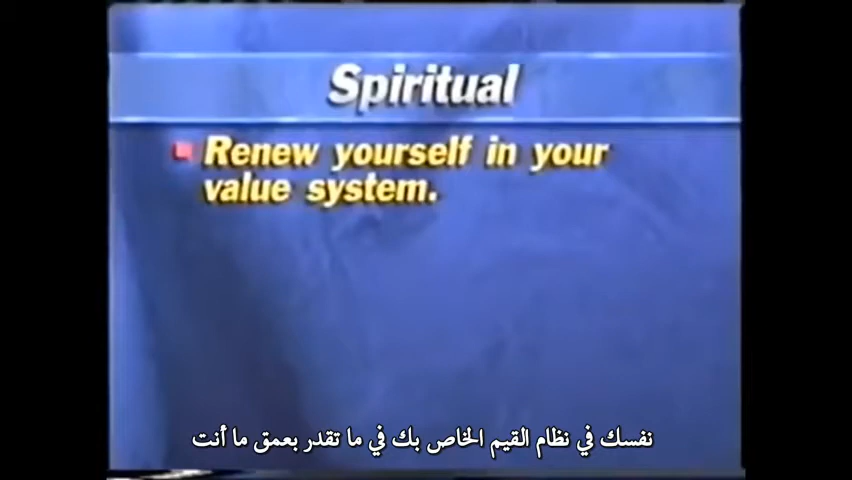 Spiritual
Renew yourself in your
value system.
نفسك في نظام القيم الخاص بك في ما تقدر بعمق ما أنت